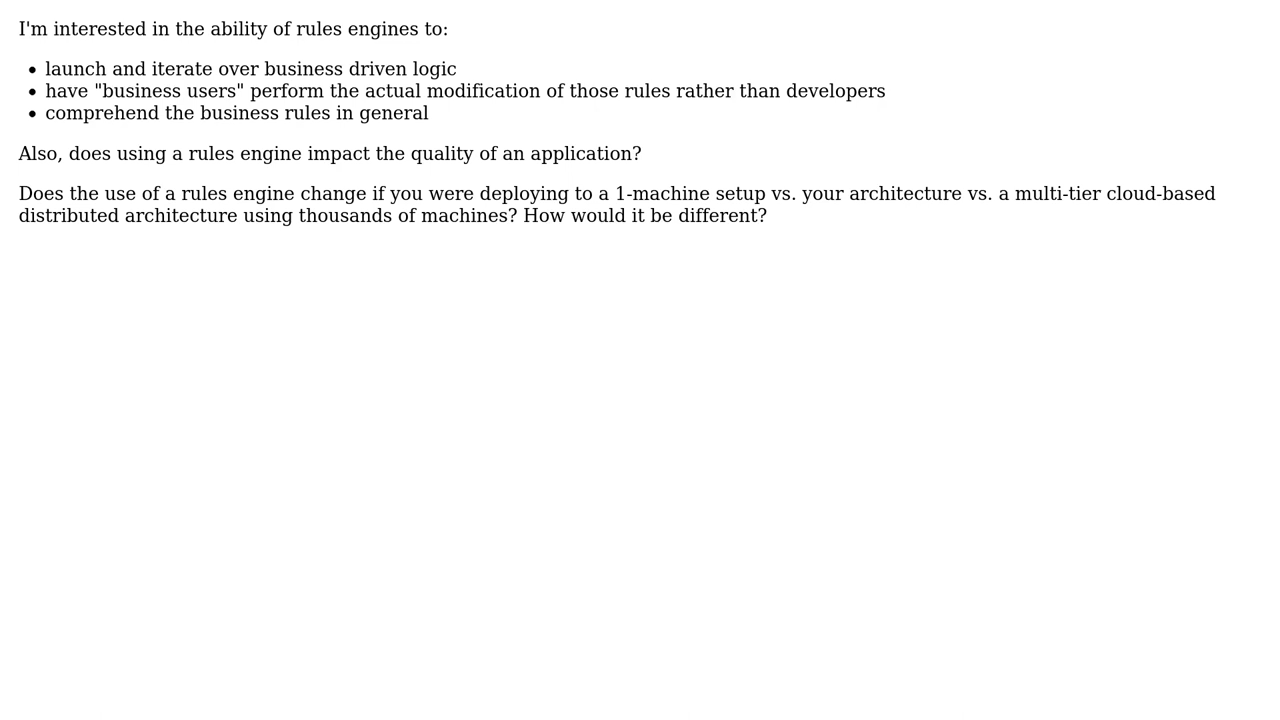 I'm interested in the ability of rules engines to:
• launch and iterate over business driven logic
• have "business users" perform the actual modification of those rules rather than developers
• comprehend the business rules in general
Also, does using a rules engine impact the quality of an application?
Does the use of a rules engine change if you were deploying to a 1-machine setup vs. your architecture vs. a multi-tier cloud-based
distributed architecture using thousands of machines? How would it be different?